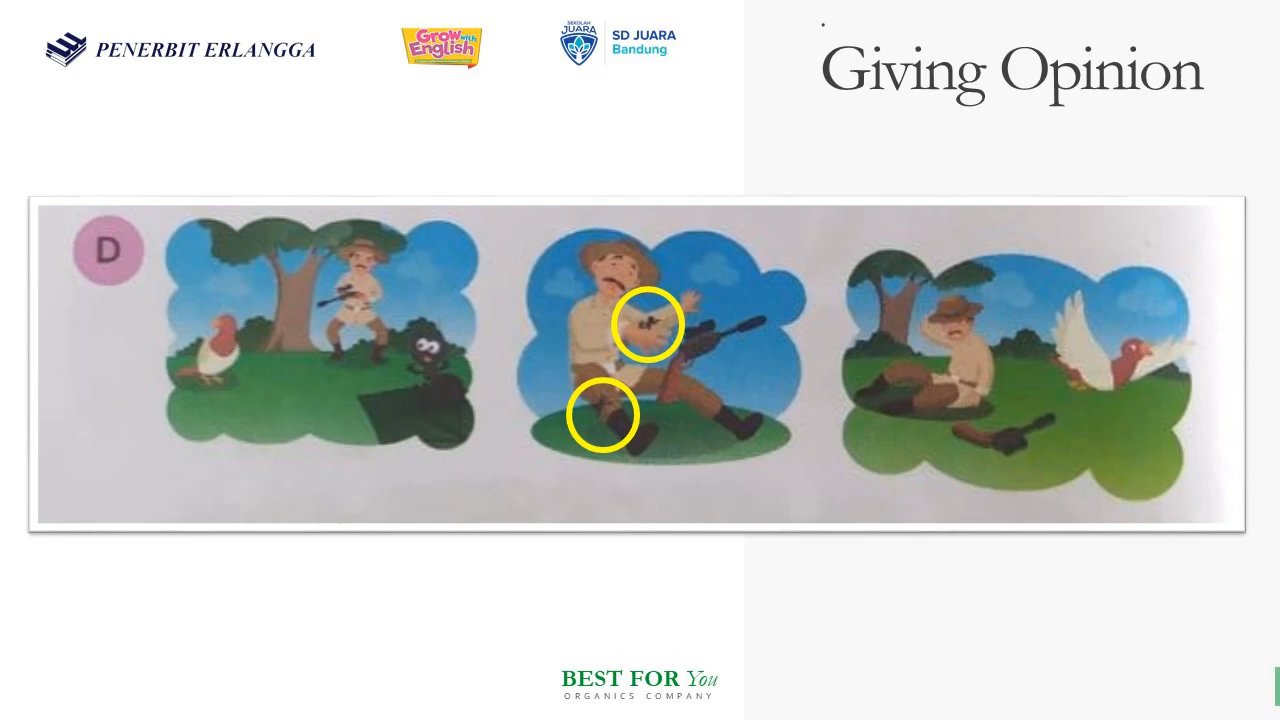 PENERBIT ERLANGGA
Grow with
English
SEKOLAH
JUARA
SD JUARA
Bandung
Giving Opinion
D
BEST FOR You
ORGANICS COMPANY